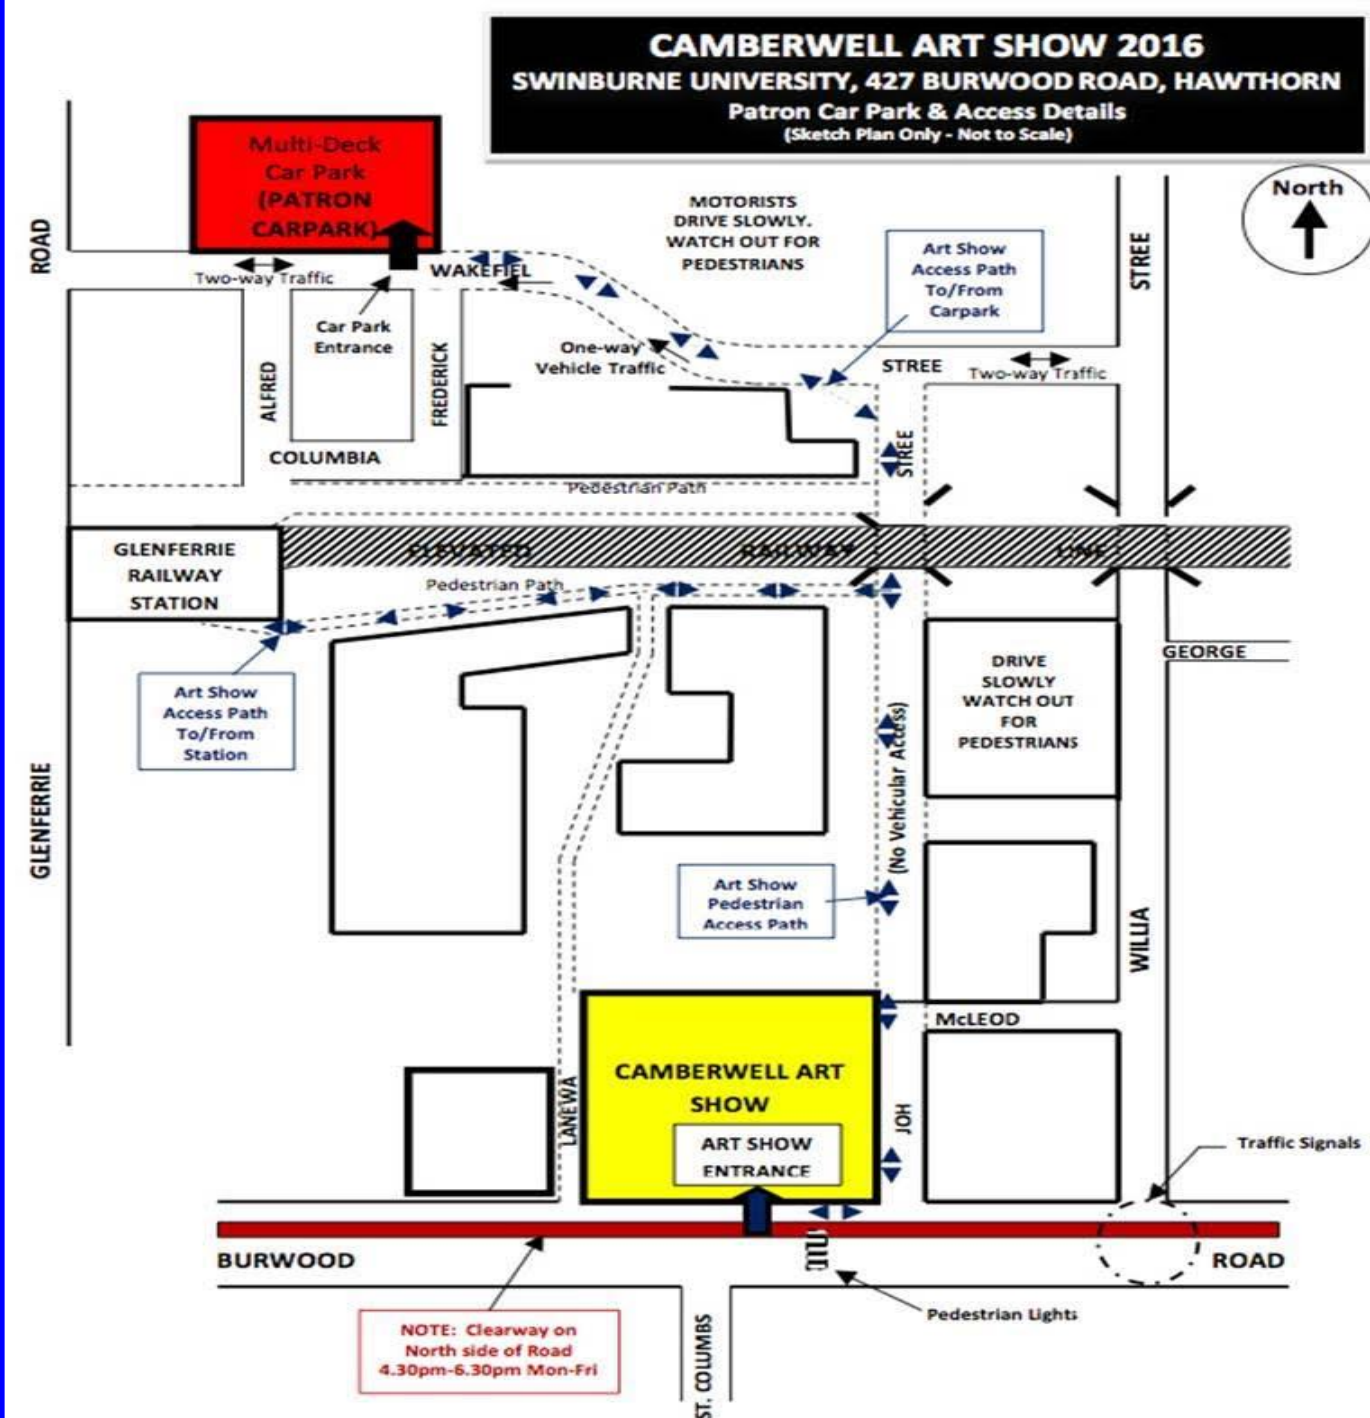 CAMBERWELL ART SHOW 2016
SWINBURNE UNIVERSITY, 427 BURWOOD ROAD, HAWTHORN
Patron Car Park & Access Details
(Sketch Plan Only - Not to Scale)
Multi-Deck
Car Park
(PATRON
CARPARK)
MOTORISTS
DRIVE SLOWLY.
WATCH OUT FOR
PEDESTRIANS
North
ROAD
STREE
Art Show
Access Path
To/From
Carpark
Two-way Traffic
WAKEFIEL
Car Park
Entrance
One-way
Vehicle Traffic
STREE
Two-way Traffic
ALFRED
FREDERICK
COLUMBIA
STREE
Pedestrian Path
GLENFERRIE
RAILWAY
STATION
ELEVATED RAILWAY LINE
Pedestrian Path
GEORGE
DRIVE
SLOWLY
WATCH OUT
FOR
PEDESTRIANS
Art Show
Access Path
To/From
Station
(No Vehicular Access)
GLENFERRIE
Art Show
Pedestrian
Access Path
WILLIA
McLEOD
CAMBERWELL ART
SHOW
LANEWA
JOH
ART SHOW
ENTRANCE
Traffic Signals
BURWOOD ROAD
Pedestrian Lights
NOTE: Clearway on
North side of Road
4.30pm-6.30pm Mon-Fri
ST. COLUMBS